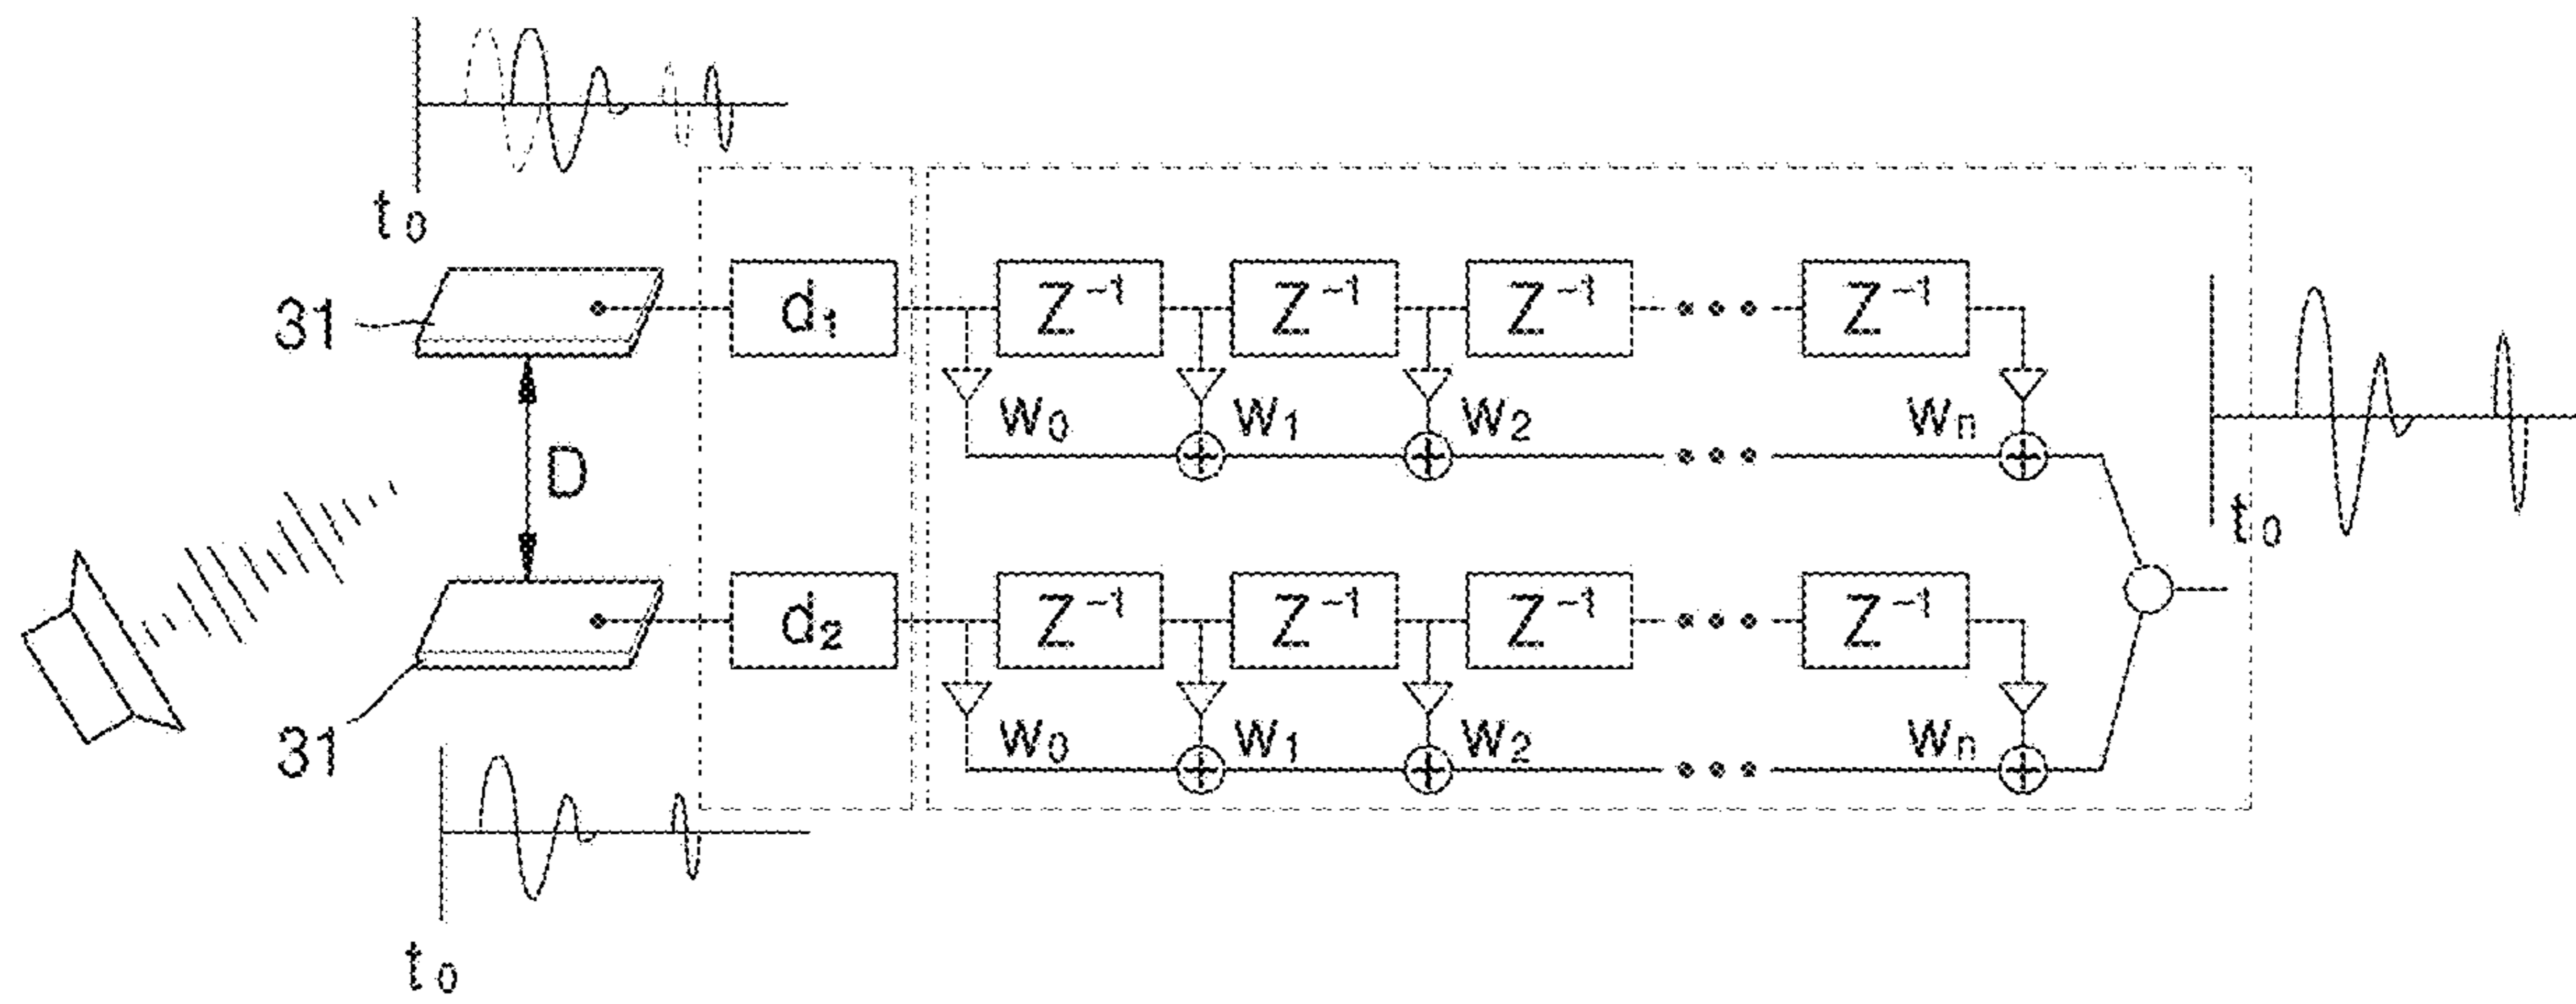 t₀
31
d₁ Z⁻¹ Z⁻¹ Z⁻¹ ••• Z⁻¹
W₀ W₁ W₂ ••• Wₙ
D
t₀
d₂ Z⁻¹ Z⁻¹ Z⁻¹ ••• Z⁻¹
31
W₀ W₁ W₂ ••• Wₙ
t₀